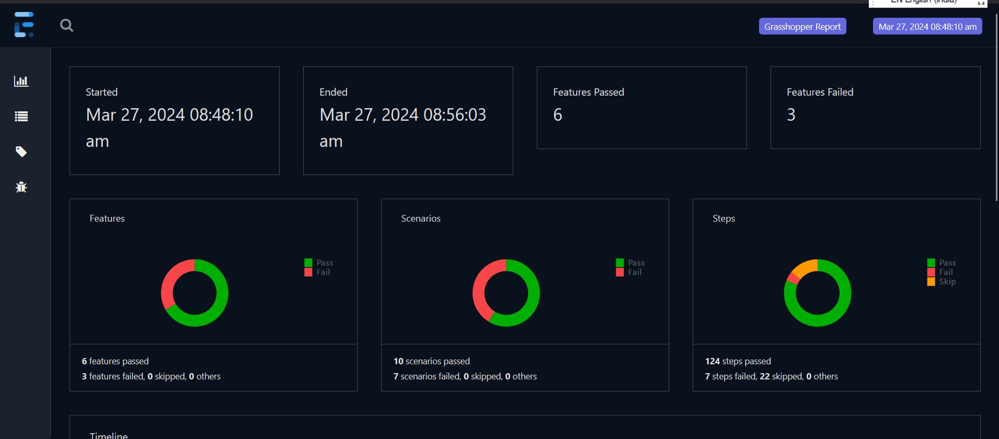 EN English (India)
Grasshopper Report
Mar 27, 2024 08:48:10 am
Started
Mar 27, 2024 08:48:10
am
Ended
Mar 27, 2024 08:56:03
am
Features Passed
6
Features Failed
3
Features
Pass
Fail
6 features passed
3 features failed, 0 skipped, 0 others
Scenarios
Pass
Fail
10 scenarios passed
7 scenarios failed, 0 skipped, 0 others
Steps
Pass
Fail
Skip
124 steps passed
7 steps failed, 22 skipped, 0 others
Timeline